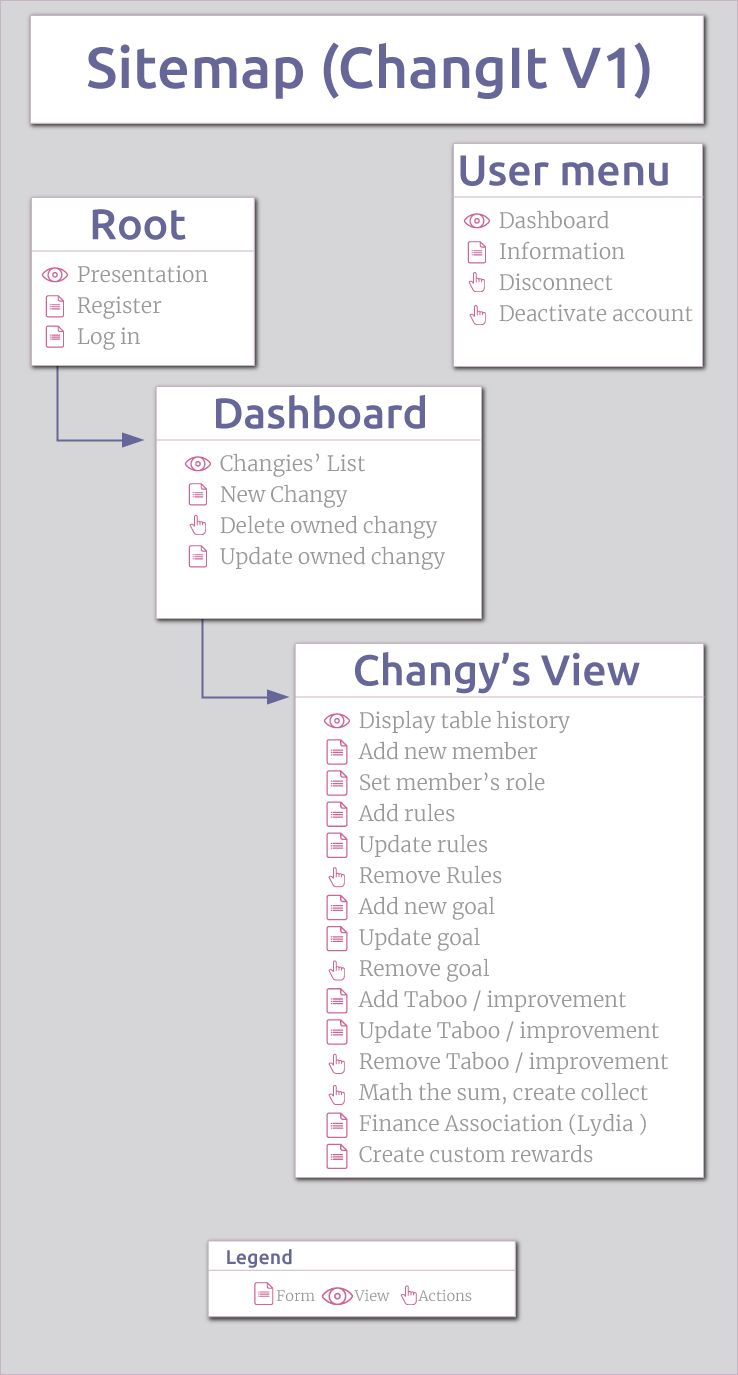 Sitemap (ChangIt V1)
User menu
Dashboard
Information
Disconnect
Deactivate account
Root
Presentation
Register
Log in
Dashboard
Changies’ List
New Changy
Delete owned changy
Update owned changy
Changy’s View
Display table history
Add new member
Set member’s role
Add rules
Update rules
Remove Rules
Add new goal
Update goal
Remove goal
Add Taboo / improvement
Update Taboo / improvement
Remove Taboo / improvement
Math the sum, create collect
Finance Association (Lydia )
Create custom rewards
Legend
Form View Actions